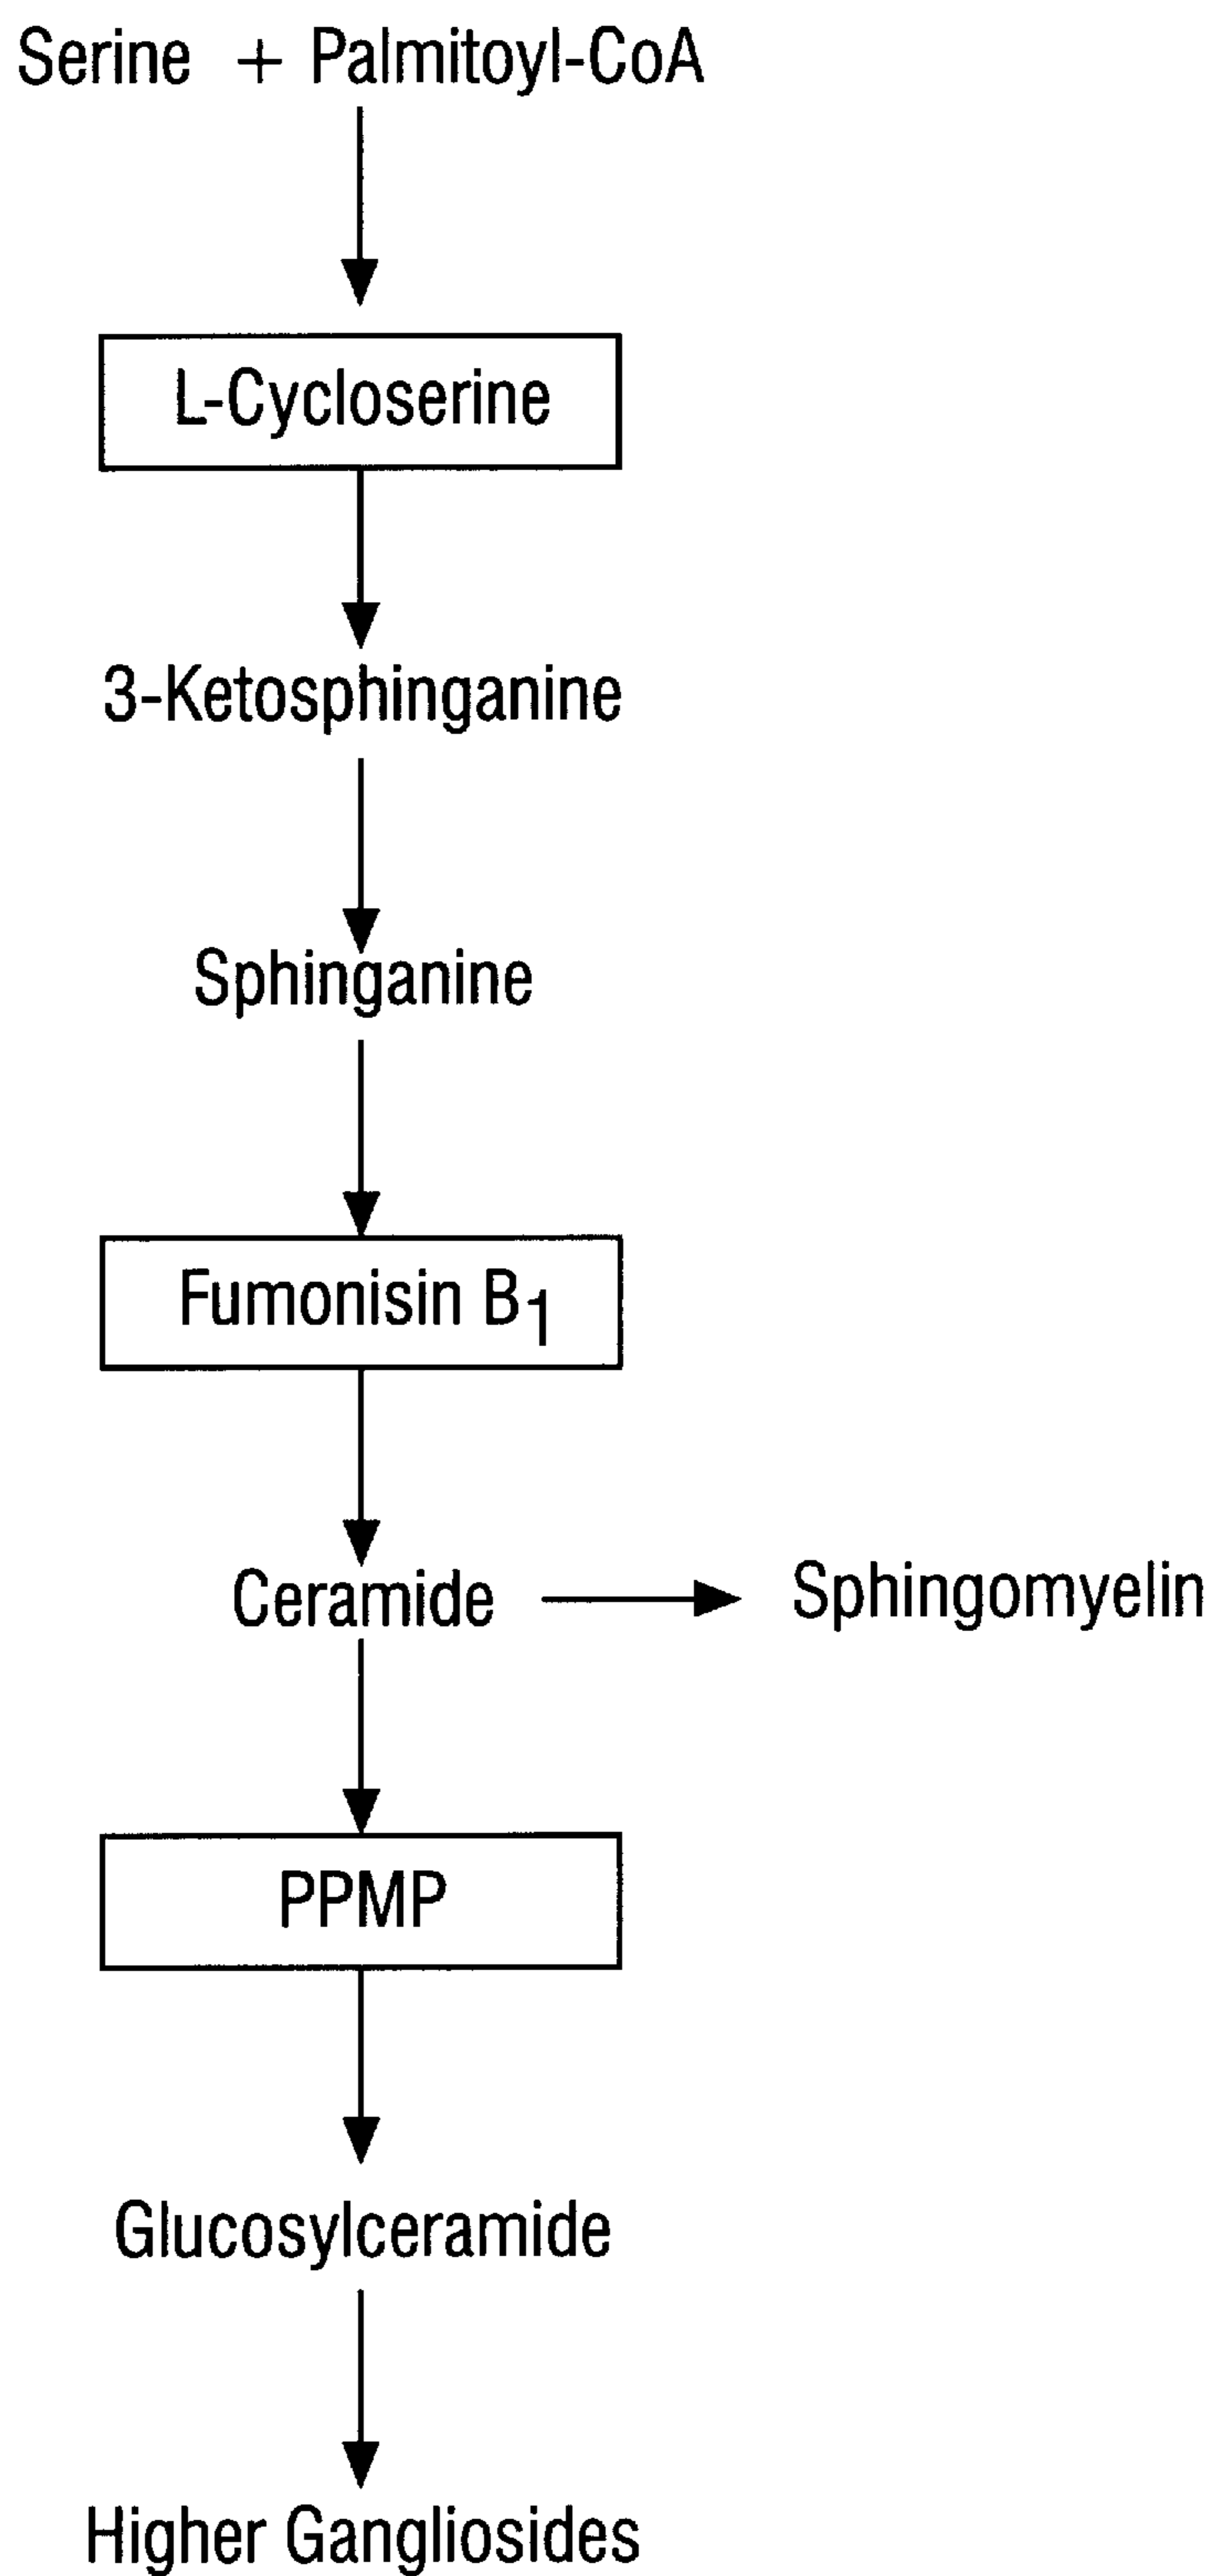 Serine + Palmitoyl-CoA
L-Cycloserine
3-Ketosphinganine
Sphinganine
Fumonisin B1
Ceramide
Sphingomyelin
PPMP
Glucosylceramide
Higher Gangliosides